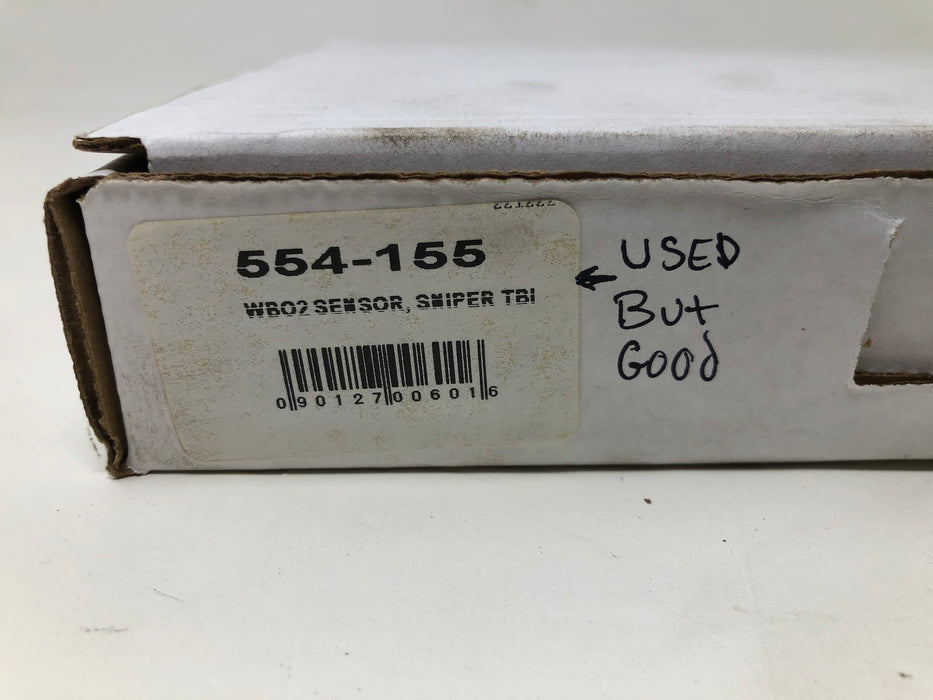 554-155
WBO2 SENSOR, SNIPER TBI
0 90127 00601 6
USED
But
Good